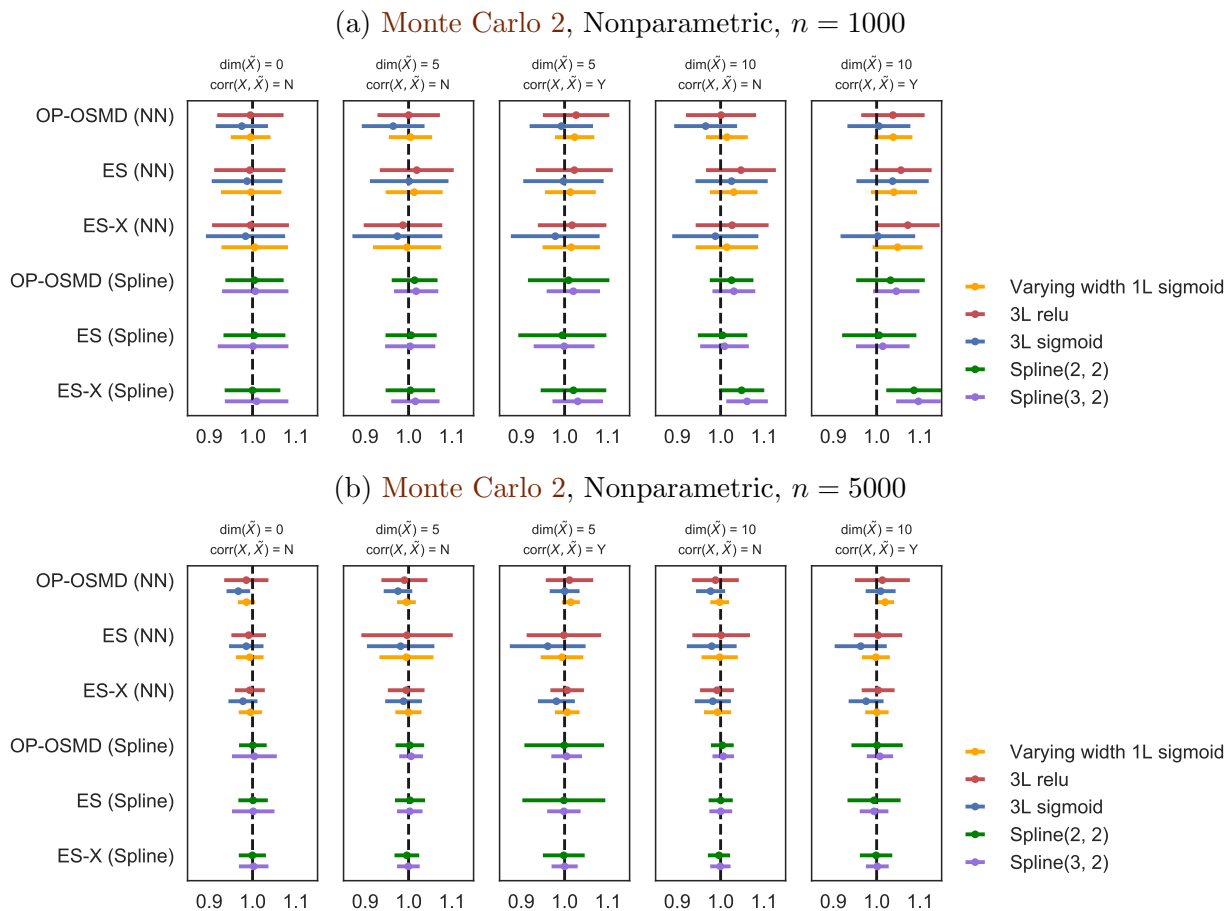 (a) Monte Carlo 2, Nonparametric, n = 1000
dim(X̃) = 0
corr(X, X̃) = N
dim(X̃) = 5
corr(X, X̃) = N
dim(X̃) = 5
corr(X, X̃) = Y
dim(X̃) = 10
corr(X, X̃) = N
dim(X̃) = 10
corr(X, X̃) = Y
OP-OSMD (NN)
ES (NN)
ES-X (NN)
OP-OSMD (Spline)
ES (Spline)
ES-X (Spline)
0.9 1.0 1.1 0.9 1.0 1.1 0.9 1.0 1.1 0.9 1.0 1.1 0.9 1.0 1.1
Varying width 1L sigmoid
3L relu
3L sigmoid
Spline(2, 2)
Spline(3, 2)
(b) Monte Carlo 2, Nonparametric, n = 5000
dim(X̃) = 0
corr(X, X̃) = N
dim(X̃) = 5
corr(X, X̃) = N
dim(X̃) = 5
corr(X, X̃) = Y
dim(X̃) = 10
corr(X, X̃) = N
dim(X̃) = 10
corr(X, X̃) = Y
OP-OSMD (NN)
ES (NN)
ES-X (NN)
OP-OSMD (Spline)
ES (Spline)
ES-X (Spline)
0.9 1.0 1.1 0.9 1.0 1.1 0.9 1.0 1.1 0.9 1.0 1.1 0.9 1.0 1.1
Varying width 1L sigmoid
3L relu
3L sigmoid
Spline(2, 2)
Spline(3, 2)